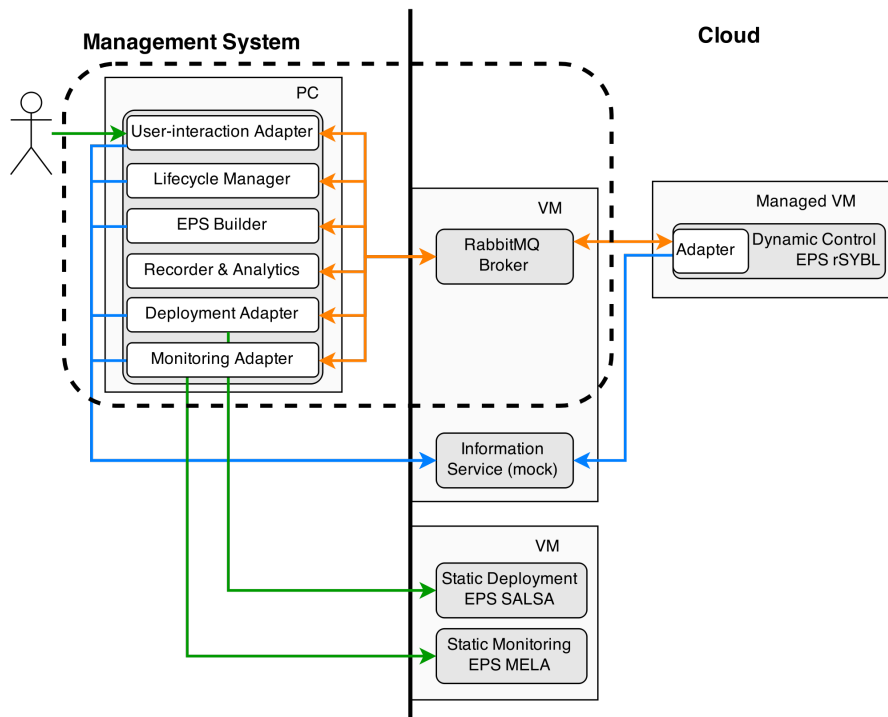 Management System
Cloud
PC
User-interaction Adapter
Lifecycle Manager
EPS Builder
Recorder & Analytics
Deployment Adapter
Monitoring Adapter
VM
RabbitMQ
Broker
Information
Service (mock)
Managed VM
Adapter
Dynamic Control
EPS rSYBL
VM
Static Deployment
EPS SALSA
Static Monitoring
EPS MELA